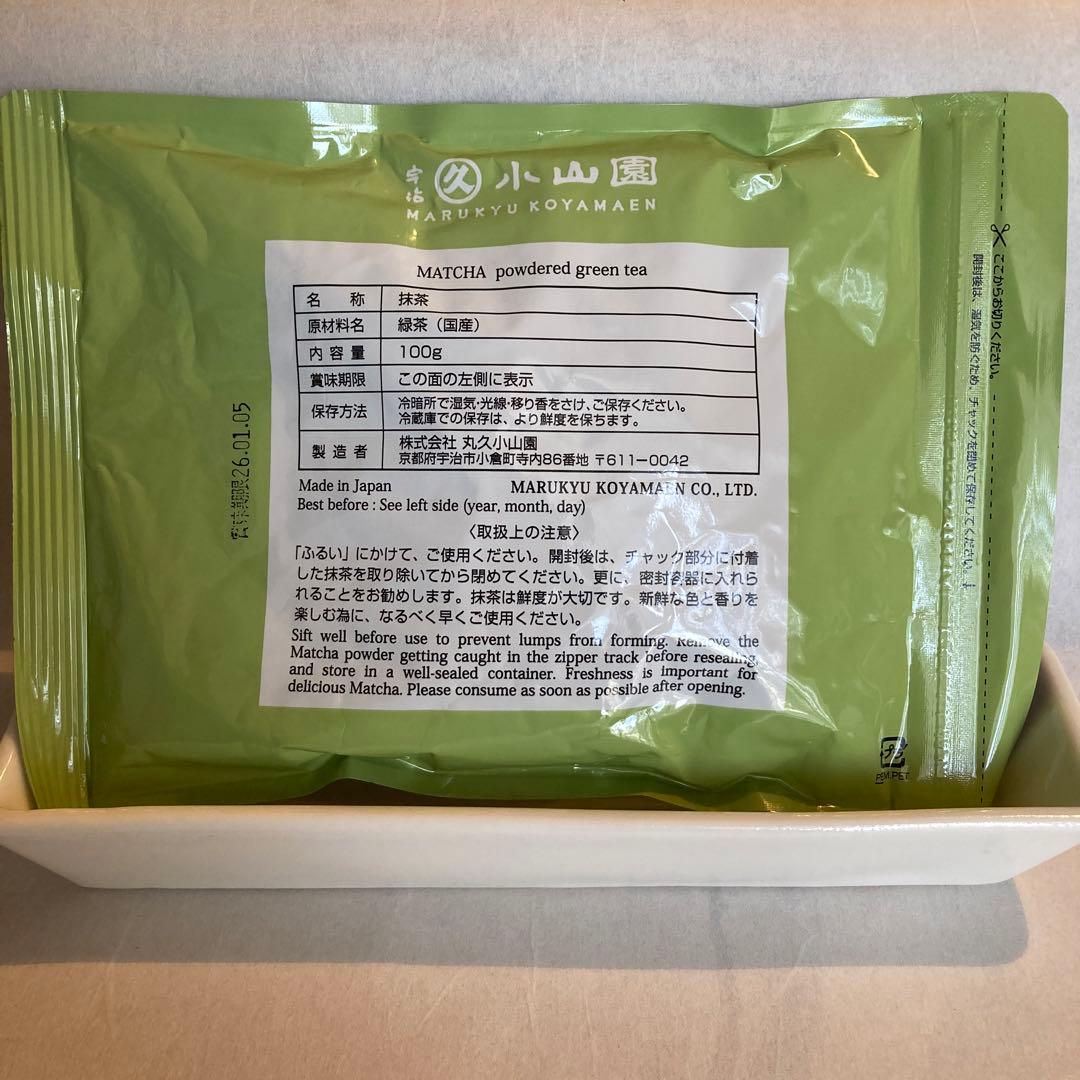 宇治 久 小山園
MARUKYU KOYAMAEN
MATCHA powdered green tea
名 称 抹茶
原材料名 緑茶（国産）
内容量 100g
賞味期限 この面の左側に表示
保存方法 冷暗所で湿気・光線・移り香をさけ、ご保存ください。
冷蔵庫での保存は、より鮮度を保ちます。
製造者 株式会社 丸久小山園
京都府宇治市小倉町寺内86番地 〒611-0042
Made in Japan MARUKYU KOYAMAEN CO., LTD.
Best before : See left side (year, month, day)
〈取扱上の注意〉
「ふるい」にかけて、ご使用ください。開封後は、チャック部分に付着
した抹茶を取り除いてから閉めてください。更に、密封容器に入れら
れることをお勧めします。抹茶は鮮度が大切です。新鮮な色と香りを
楽しむ為に、なるべく早くご使用ください。
Sift well before use to prevent lumps from forming. Remove the
Matcha powder getting caught in the zipper track before resealing,
and store in a well-sealed container. Freshness is important for
delicious Matcha. Please consume as soon as possible after opening.
賞味期限26.01.05
ここからお切りください。
開封後は、湿気を防ぐため、チャックを閉めて保存してください。↓
プラ
PE,M,PET